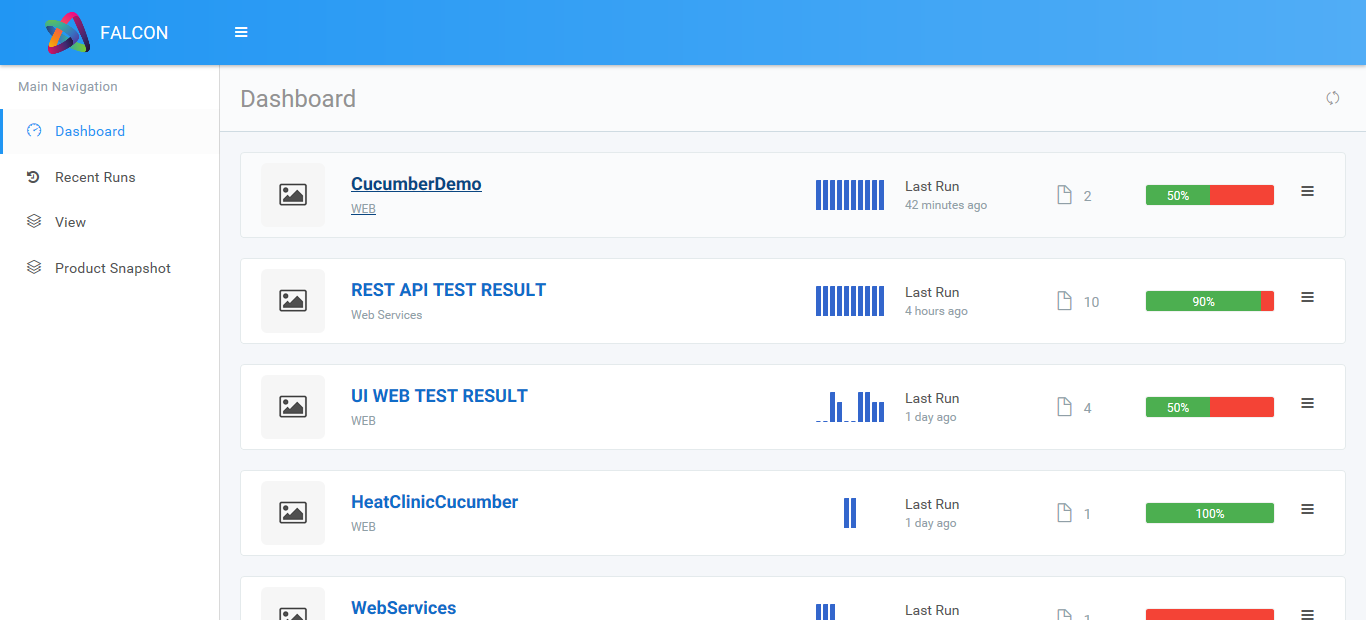 FALCON
Main Navigation
Dashboard
Recent Runs
View
Product Snapshot
Dashboard
CucumberDemo
WEB
Last Run
42 minutes ago
2
50%
REST API TEST RESULT
Web Services
Last Run
4 hours ago
10
90%
UI WEB TEST RESULT
WEB
Last Run
1 day ago
4
50%
HeatClinicCucumber
WEB
Last Run
1 day ago
1
100%
WebServices
Last Run